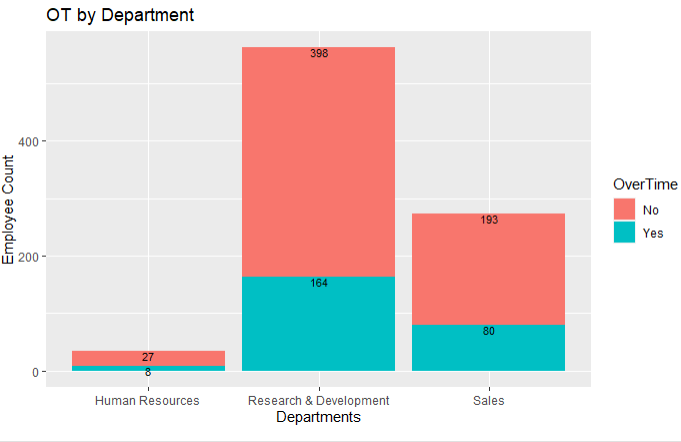 OT by Department
Employee Count
400
200
0
398
164
193
80
27
8
Human Resources
Research & Development
Sales
Departments
OverTime
No
Yes